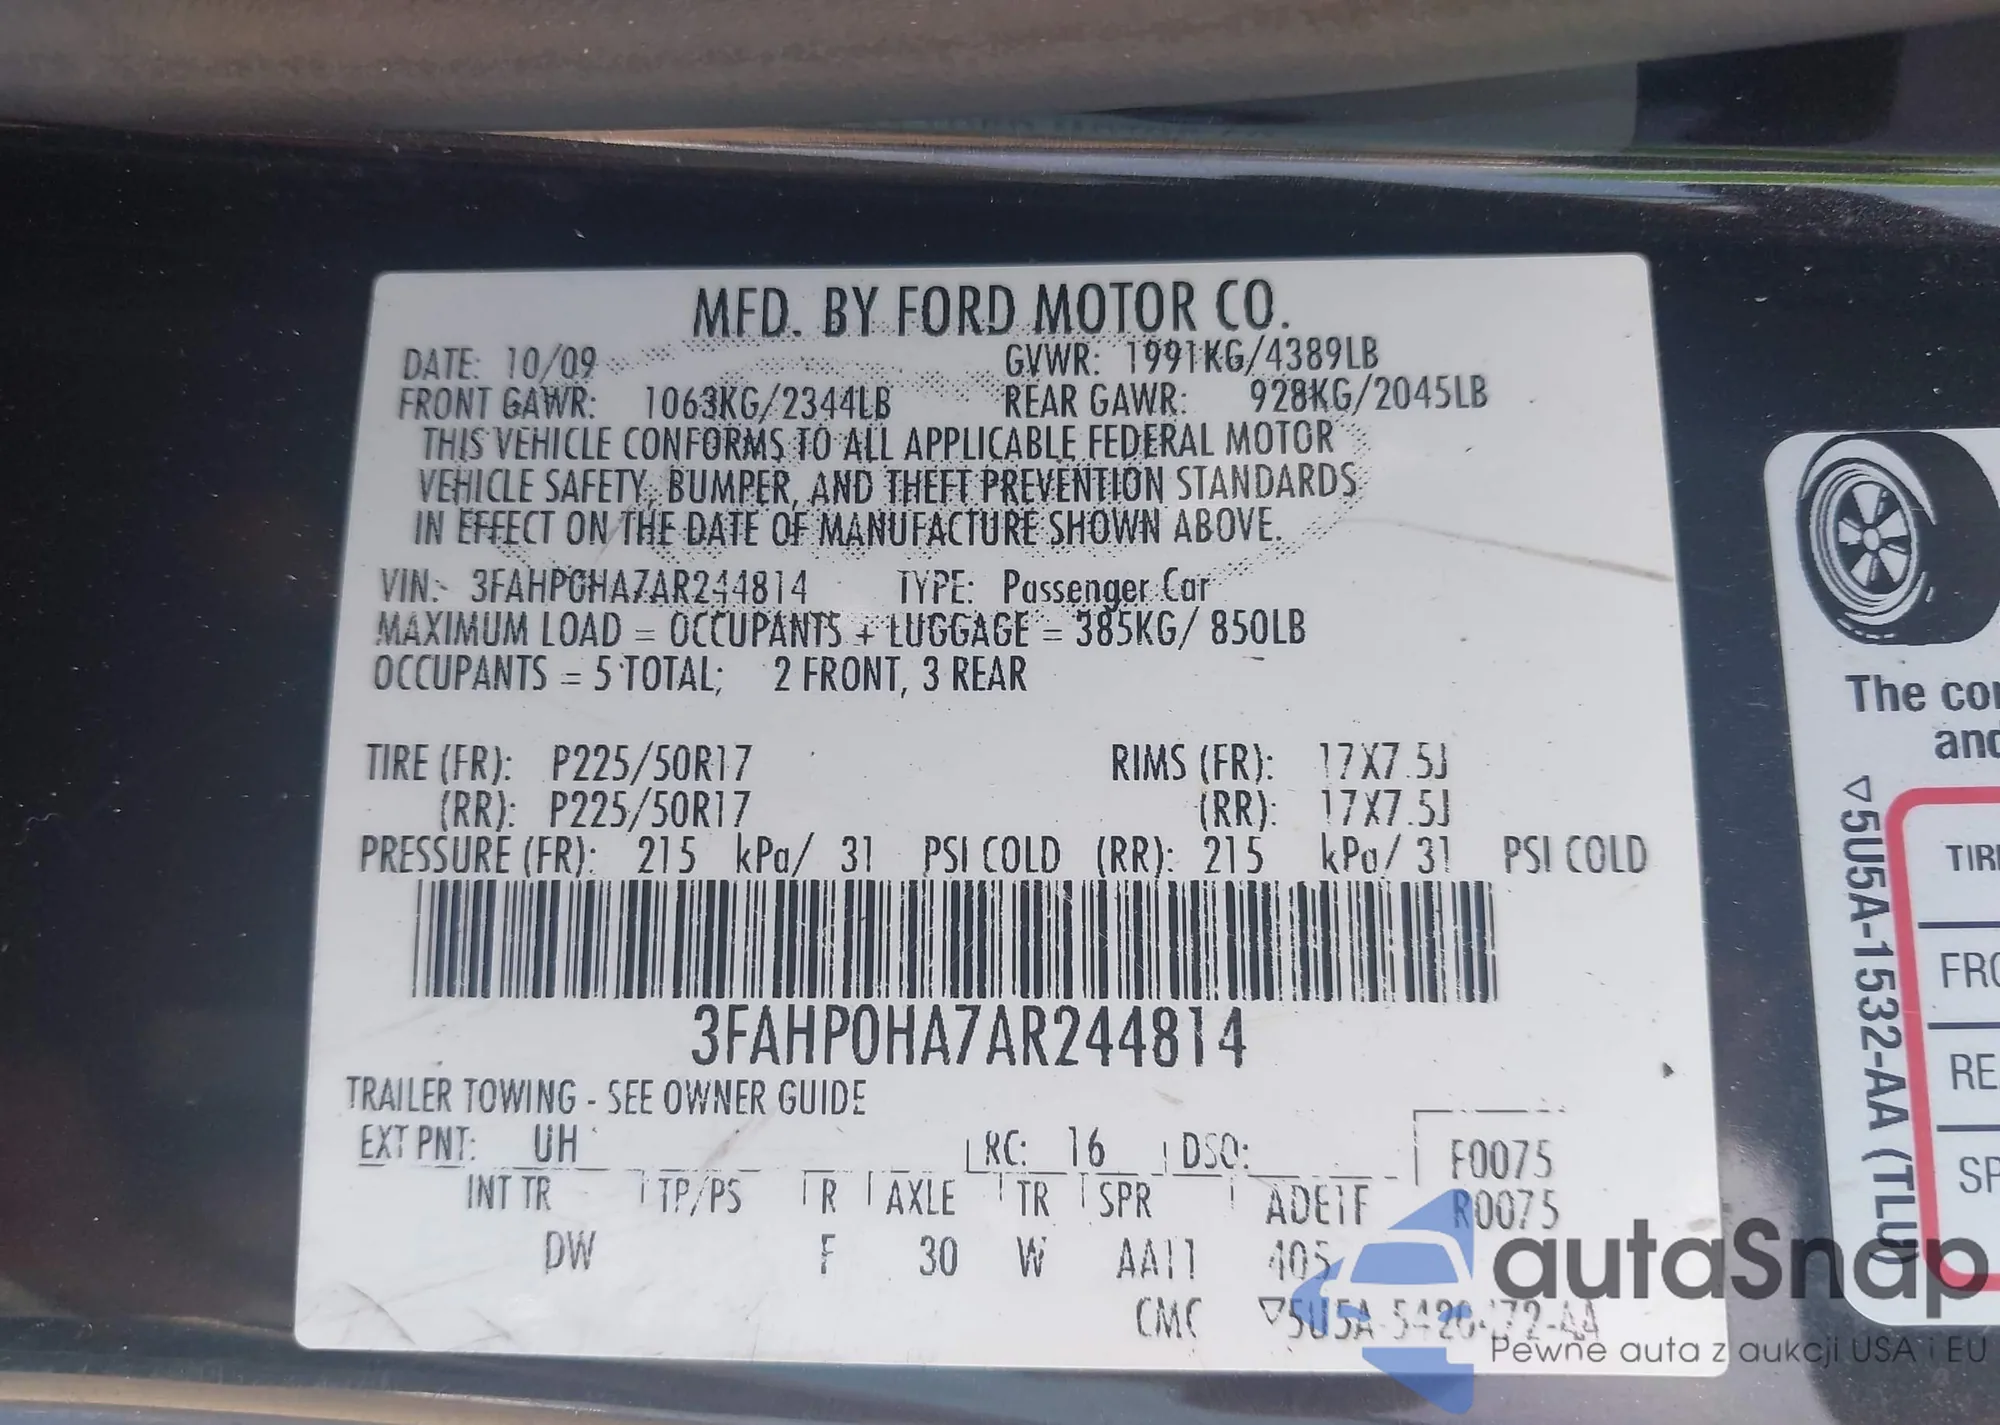 MFD. BY FORD MOTOR CO.
DATE: 10/09 GVWR: 1991KG/4389LB
FRONT GAWR: 1063KG/2344LB REAR GAWR: 928KG/2045LB
THIS VEHICLE CONFORMS TO ALL APPLICABLE FEDERAL MOTOR
VEHICLE SAFETY, BUMPER, AND THEFT PREVENTION STANDARDS
IN EFFECT ON THE DATE OF MANUFACTURE SHOWN ABOVE.
VIN: 3FAHP0HA7AR244814 TYPE: Passenger Car
MAXIMUM LOAD = OCCUPANTS + LUGGAGE = 385KG/ 850LB
OCCUPANTS = 5 TOTAL; 2 FRONT, 3 REAR
TIRE (FR): P225/50R17 RIMS (FR): 17X7.5J
(RR): P225/50R17 (RR): 17X7.5J
PRESSURE (FR): 215 kPa/ 31 PSI COLD (RR): 215 kPa/ 31 PSI COLD
3FAHP0HA7AR244814
TRAILER TOWING - SEE OWNER GUIDE
EXT PNT: UH RC: 16 DSO: F0075
INT TR TP/PS R AXLE TR SPR ADE1F R0075
DW F 30 W AA11 405
CMC ▽5U5A-5420472-AA
The
and
▽5U5A-1532-AA (TLU)
autaSnap
Pewne auta z aukcji USA i EU